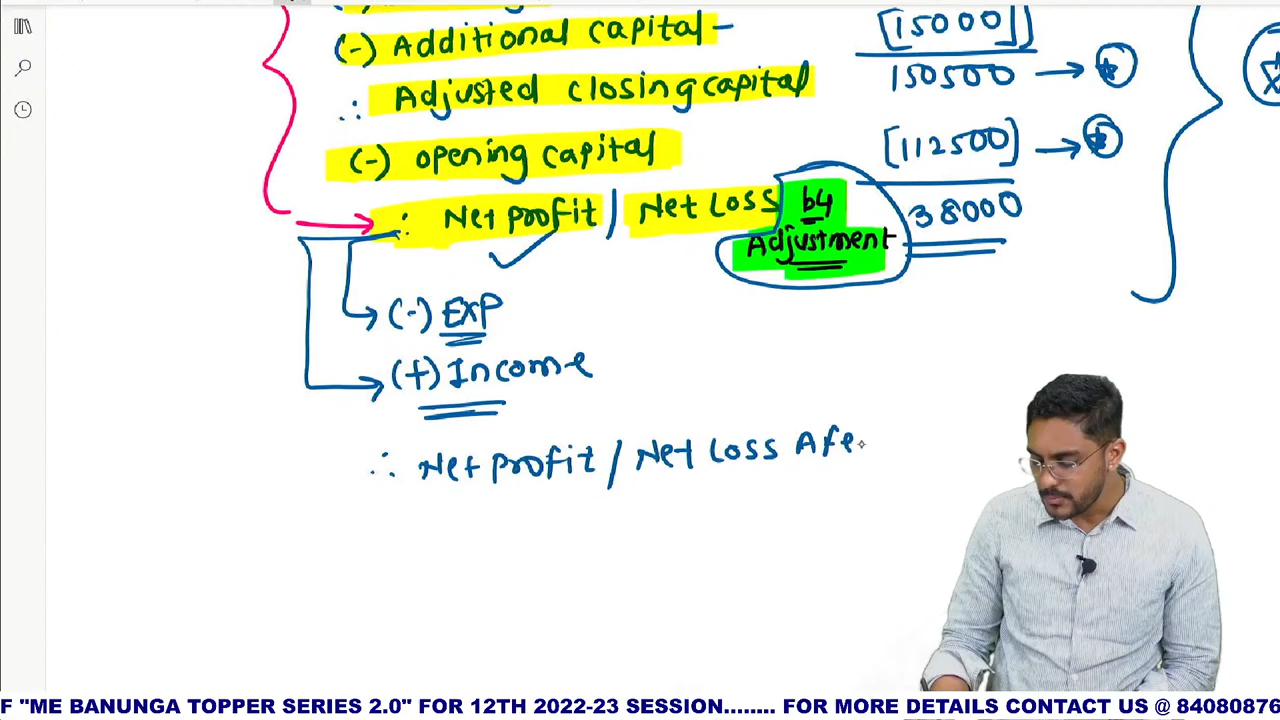 (-) Additional capital - [15000]
∴ Adjusted closing capital 150500 →
(-) opening capital [112500] →
∴ Net profit / Net Loss b4 Adjustment 38000
(-) EXP
(+) Income
∴ Net profit / Net Loss Afe
F "ME BANUNGA TOPPER SERIES 2.0" FOR 12TH 2022-23 SESSION........ FOR MORE DETAILS CONTACT US @ 84080876